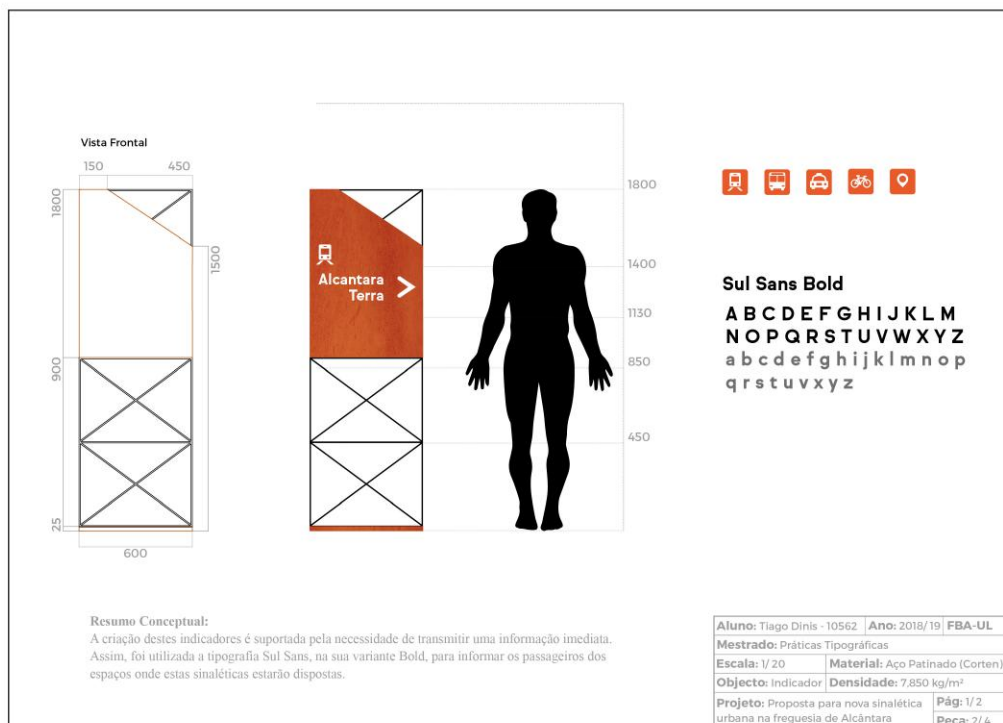 Vista Frontal
150 450
1800
1500
900
25
600
Alcantara
Terra
1800
1400
1130
850
450
Sul Sans Bold
A B C D E F G H I J K L M
N O P Q R S T U V W X Y Z
a b c d e f g h i j k l m n o p
q r s t u v x y z
Resumo Conceptual:
A criação destes indicadores é suportada pela necessidade de transmitir uma informação imediata.
Assim, foi utilizada a tipografia Sul Sans, na sua variante Bold, para informar os passageiros dos
espaços onde estas sinaléticas estarão dispostas.
Aluno: Tiago Dinis - 10562 Ano: 2018/19 FBA-UL
Mestrado: Práticas Tipográficas
Escala: 1/20 Material: Aço Patinado (Corten)
Objecto: Indicador Densidade: 7,850 kg/m²
Projeto: Proposta para nova sinalética Pág: 1/2
urbana na freguesia de Alcântara Peça: 2/4